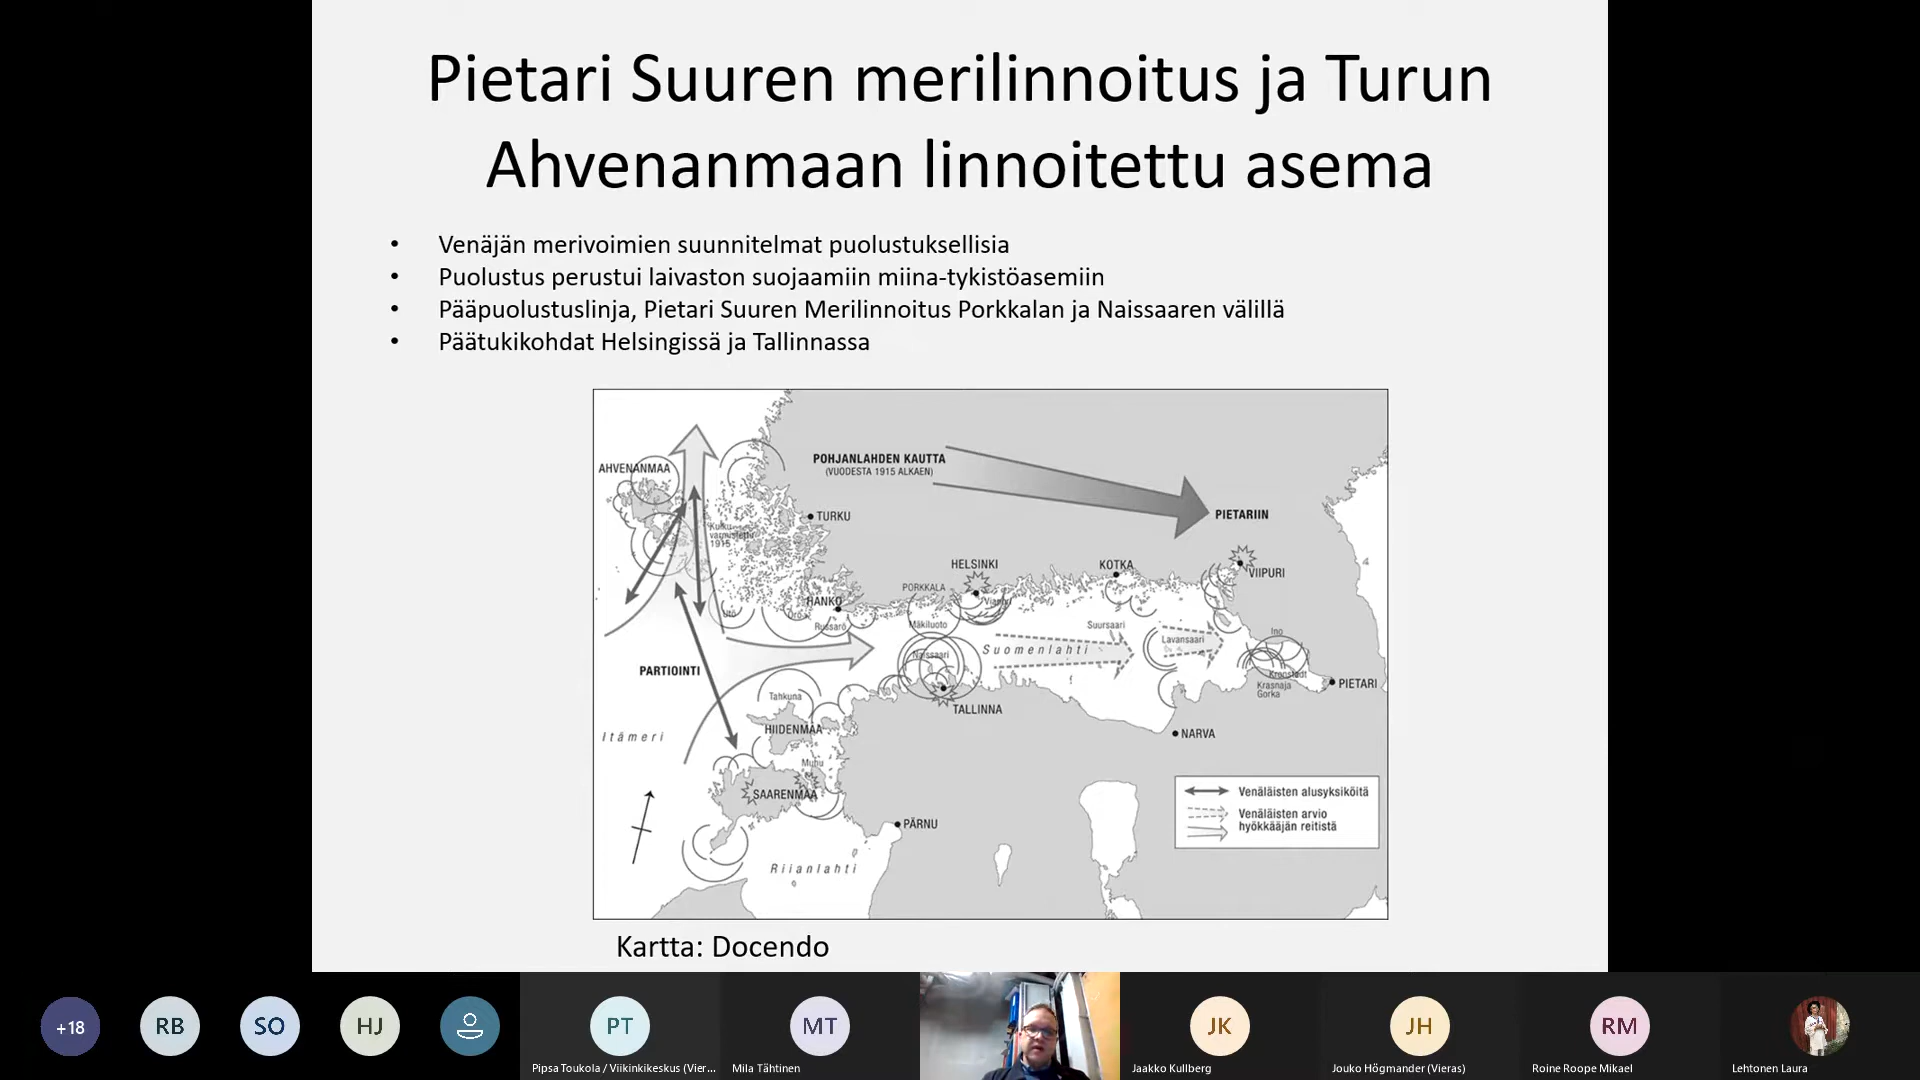 Pietari Suuren merilinnoitus ja Turun
Ahvenanmaan linnoitettu asema
• Venäjän merivoimien suunnitelmat puolustuksellisia
• Puolustus perustui laivaston suojaamiin miina-tykistöasemiin
• Pääpuolustuslinja, Pietari Suuren Merilinnoitus Porkkalan ja Naissaaren välillä
• Päätukikohdat Helsingissä ja Tallinnassa
AHVENANMAA
POHJANLAHDEN KAUTTA
(VUODESTA 1915 ALKAEN)
PIETARIIN
TURKU
1915
HELSINKI
KOTKA
VIIPURI
PORKKALA
HANKO
Utö
Örö
Russarö
Mäkiluoto
Suursaari
Lavansaari
Ino
Naissaari
Suomenlahti
PARTIOINTI
Kronstadt
Krasnaja
Gorka
PIETARI
Tahkuna
TALLINNA
HIIDENMAA
NARVA
Itämeri
Muhu
SAARENMAA
PÄRNU
Riianlahti
Venäläisten alusyksiköitä
Venäläisten arvio
hyökkääjän reitistä
Kartta: Docendo
+18
RB
SO
HJ
PT
MT
JK
JH
RM
Pipsa Toukola / Viikinkikeskus (Vier...
Mila Tähtinen
Jaakko Kullberg
Jouko Högmander (Vieras)
Roine Roope Mikael
Lehtonen Laura